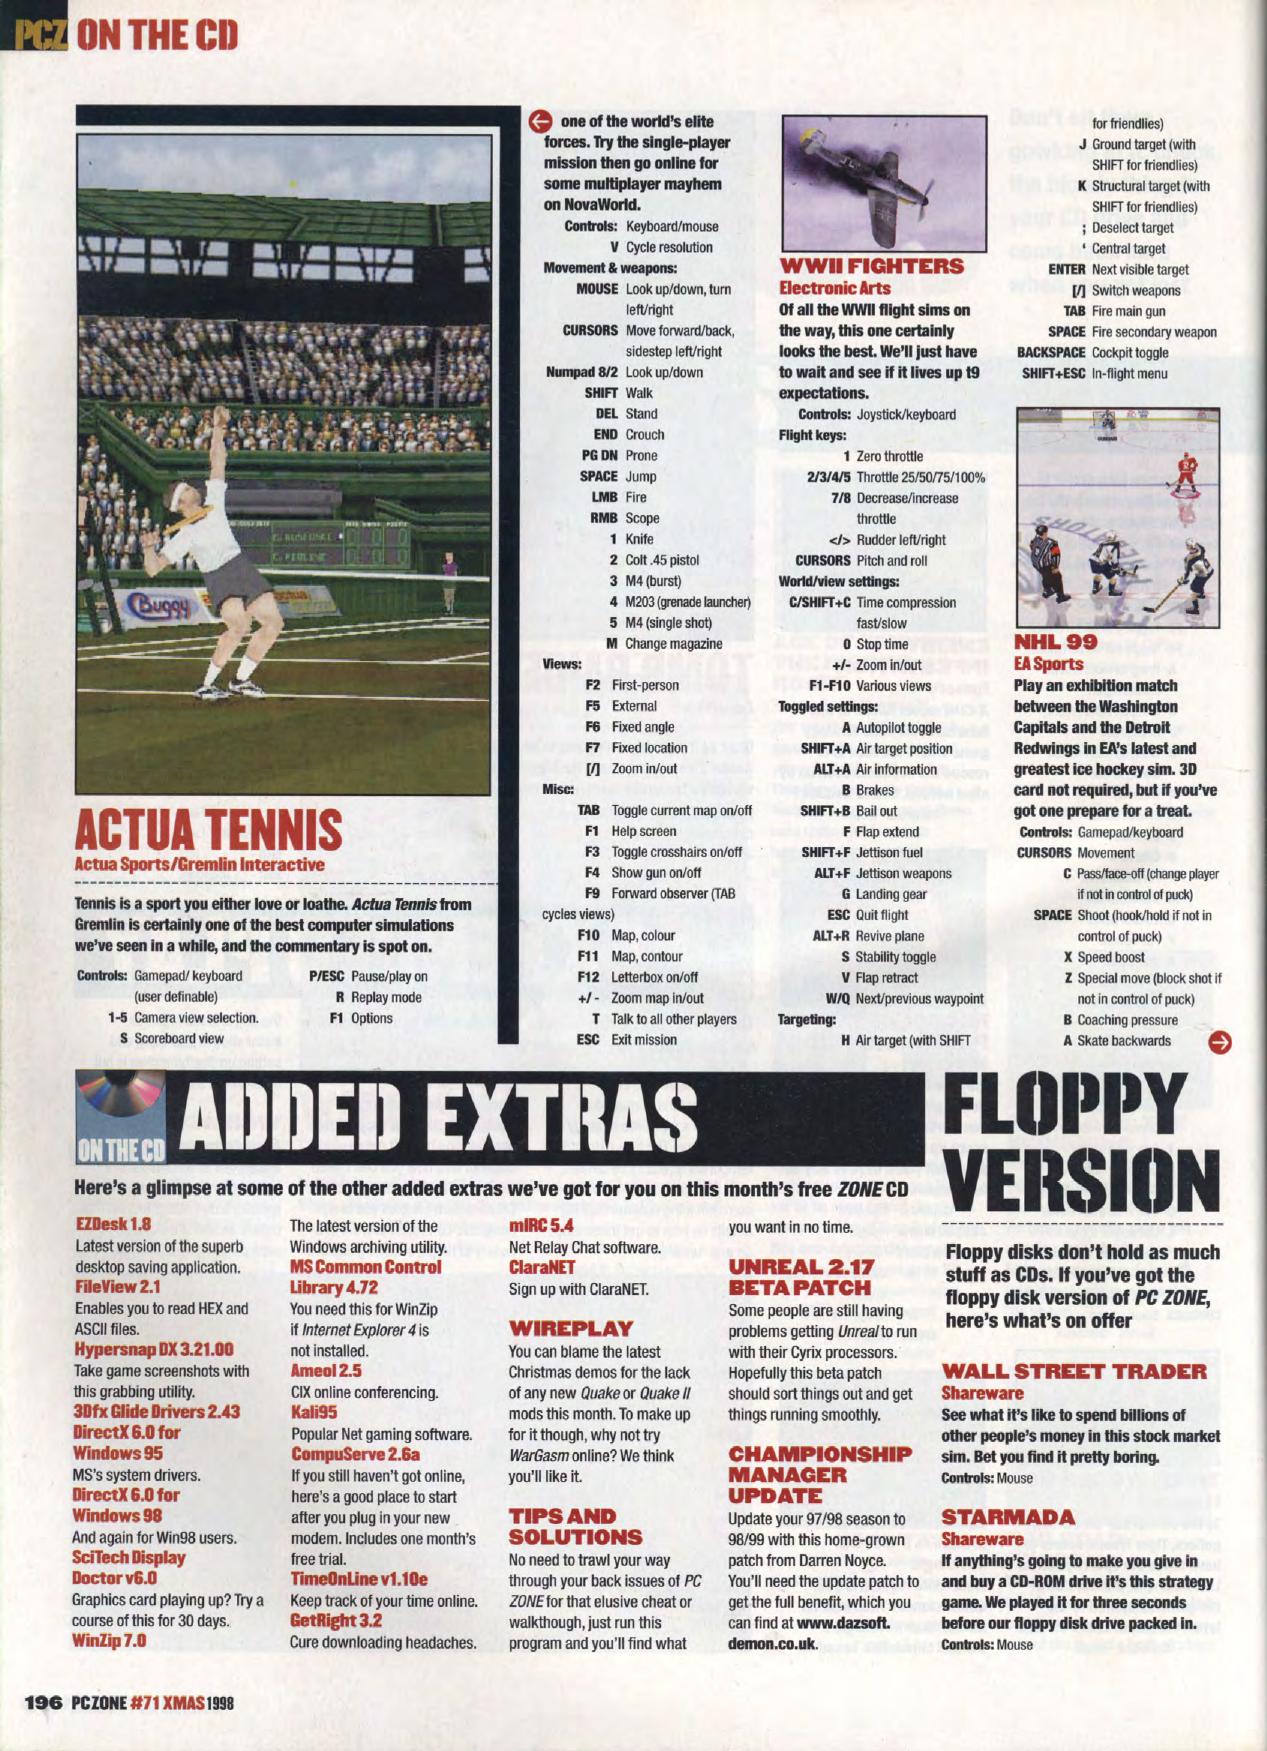 PCZ ON THE CD
Buggy
ACTUA TENNIS
Actua Sports/Gremlin Interactive
Tennis is a sport you either love or loathe. Actua Tennis from
Gremlin is certainly one of the best computer simulations
we've seen in a while, and the commentary is spot on.
Controls: Gamepad/ keyboard
(user definable)
1-5 Camera view selection.
S Scoreboard view
P/ESC Pause/play on
R Replay mode
F1 Options
one of the world's elite
forces. Try the single-player
mission then go online for
some multiplayer mayhem
on NovaWorld.
Controls: Keyboard/mouse
V Cycle resolution
Movement & weapons:
MOUSE Look up/down, turn
left/right
CURSORS Move forward/back,
sidestep left/right
Numpad 8/2 Look up/down
SHIFT Walk
DEL Stand
END Crouch
PG DN Prone
SPACE Jump
LMB Fire
RMB Scope
1 Knife
2 Colt .45 pistol
3 M4 (burst)
4 M203 (grenade launcher)
5 M4 (single shot)
M Change magazine
Views:
F2 First-person
F5 External
F6 Fixed angle
F7 Fixed location
[/] Zoom in/out
Misc:
TAB Toggle current map on/off
F1 Help screen
F3 Toggle crosshairs on/off
F4 Show gun on/off
F9 Forward observer (TAB
cycles views)
F10 Map, colour
F11 Map, contour
F12 Letterbox on/off
+/ - Zoom map in/out
T Talk to all other players
ESC Exit mission
WWII FIGHTERS
Electronic Arts
Of all the WWII flight sims on
the way, this one certainly
looks the best. We'll just have
to wait and see if it lives up t9
expectations.
Controls: Joystick/keyboard
Flight keys:
1 Zero throttle
2/3/4/5 Throttle 25/50/75/100%
7/8 Decrease/increase
throttle
</> Rudder left/right
CURSORS Pitch and roll
World/view settings:
C/SHIFT+C Time compression
fast/slow
0 Stop time
+/- Zoom in/out
F1-F10 Various views
Toggled settings:
A Autopilot toggle
SHIFT+A Air target position
ALT+A Air information
B Brakes
SHIFT+B Bail out
F Flap extend
SHIFT+F Jettison fuel
ALT+F Jettison weapons
G Landing gear
ESC Quit flight
ALT+R Revive plane
S Stability toggle
V Flap retract
W/Q Next/previous waypoint
Targeting:
H Air target (with SHIFT
for friendlies)
J Ground target (with
SHIFT for friendlies)
K Structural target (with
SHIFT for friendlies)
; Deselect target
' Central target
ENTER Next visible target
[/] Switch weapons
TAB Fire main gun
SPACE Fire secondary weapon
BACKSPACE Cockpit toggle
SHIFT+ESC In-flight menu
NHL 99
EA Sports
Play an exhibition match
between the Washington
Capitals and the Detroit
Redwings in EA's latest and
greatest ice hockey sim. 3D
card not required, but if you've
got one prepare for a treat.
Controls: Gamepad/keyboard
CURSORS Movement
C Pass/face-off (change player
if not in control of puck)
SPACE Shoot (hook/hold if not in
control of puck)
X Speed boost
Z Special move (block shot if
not in control of puck)
B Coaching pressure
A Skate backwards
ON THE CD
ADDED EXTRAS
Here's a glimpse at some of the other added extras we've got for you on this month's free ZONE CD
EZDesk 1.8
Latest version of the superb
desktop saving application.
FileView 2.1
Enables you to read HEX and
ASCII files.
Hypersnap DX 3.21.00
Take game screenshots with
this grabbing utility.
3Dfx Glide Drivers 2.43
DirectX 6.0 for
Windows 95
MS's system drivers.
DirectX 6.0 for
Windows 98
And again for Win98 users.
SciTech Display
Doctor v6.0
Graphics card playing up? Try a
course of this for 30 days.
WinZip 7.0
The latest version of the
Windows archiving utility.
MS Common Control
Library 4.72
You need this for WinZip
if Internet Explorer 4 is
not installed.
Ameol 2.5
CIX online conferencing.
Kali95
Popular Net gaming software.
CompuServe 2.6a
If you still haven't got online,
here's a good place to start
after you plug in your new
modem. Includes one month's
free trial.
TimeOnLine v1.10e
Keep track of your time online.
GetRight 3.2
Cure downloading headaches.
mIRC 5.4
Net Relay Chat software.
ClaraNET
Sign up with ClaraNET.
WIREPLAY
You can blame the latest
Christmas demos for the lack
of any new Quake or Quake II
mods this month. To make up
for it though, why not try
WarGasm online? We think
you'll like it.
TIPS AND
SOLUTIONS
No need to trawl your way
through your back issues of PC
ZONE for that elusive cheat or
walkthough, just run this
program and you'll find what
you want in no time.
UNREAL 2.17
BETA PATCH
Some people are still having
problems getting Unreal to run
with their Cyrix processors.
Hopefully this beta patch
should sort things out and get
things running smoothly.
CHAMPIONSHIP
MANAGER
UPDATE
Update your 97/98 season to
98/99 with this home-grown
patch from Darren Noyce.
You'll need the update patch to
get the full benefit, which you
can find at www.dazsoft.
demon.co.uk.
FLOPPY
VERSION
Floppy disks don't hold as much
stuff as CDs. If you've got the
floppy disk version of PC ZONE,
here's what's on offer
WALL STREET TRADER
Shareware
See what it's like to spend billions of
other people's money in this stock market
sim. Bet you find it pretty boring.
Controls: Mouse
STARMADA
Shareware
If anything's going to make you give in
and buy a CD-ROM drive it's this strategy
game. We played it for three seconds
before our floppy disk drive packed in.
Controls: Mouse
196 PC ZONE #71 XMAS 1998